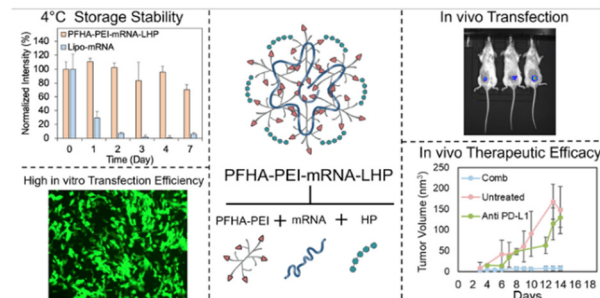 4°C Storage Stability
PFHA-PEI-mRNA-LHP
Lipo-mRNA
Normalized Intensity (%)
140
120
100
80
60
40
20
0
0 1 2 3 4 7
Time (Day)
High in vitro Transfection Efficiency
PFHA-PEI-mRNA-LHP
PFHA-PEI + mRNA + HP
In vivo Transfection
In vivo Therapeutic Efficacy
Tumor Volume (nm³)
250
200
150
100
50
0
Comb
Untreated
Anti PD-L1
0 2 4 6 8 10 12 14 16 18
Days